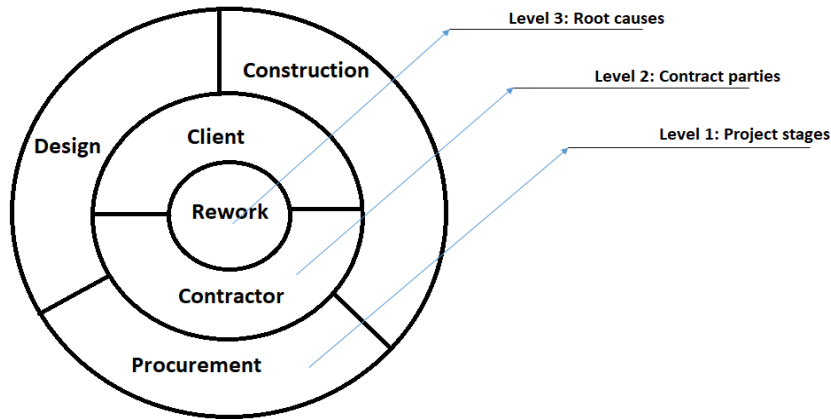 Level 3: Root causes
Construction
Level 2: Contract parties
Client
Design
Level 1: Project stages
Rework
Contractor
Procurement